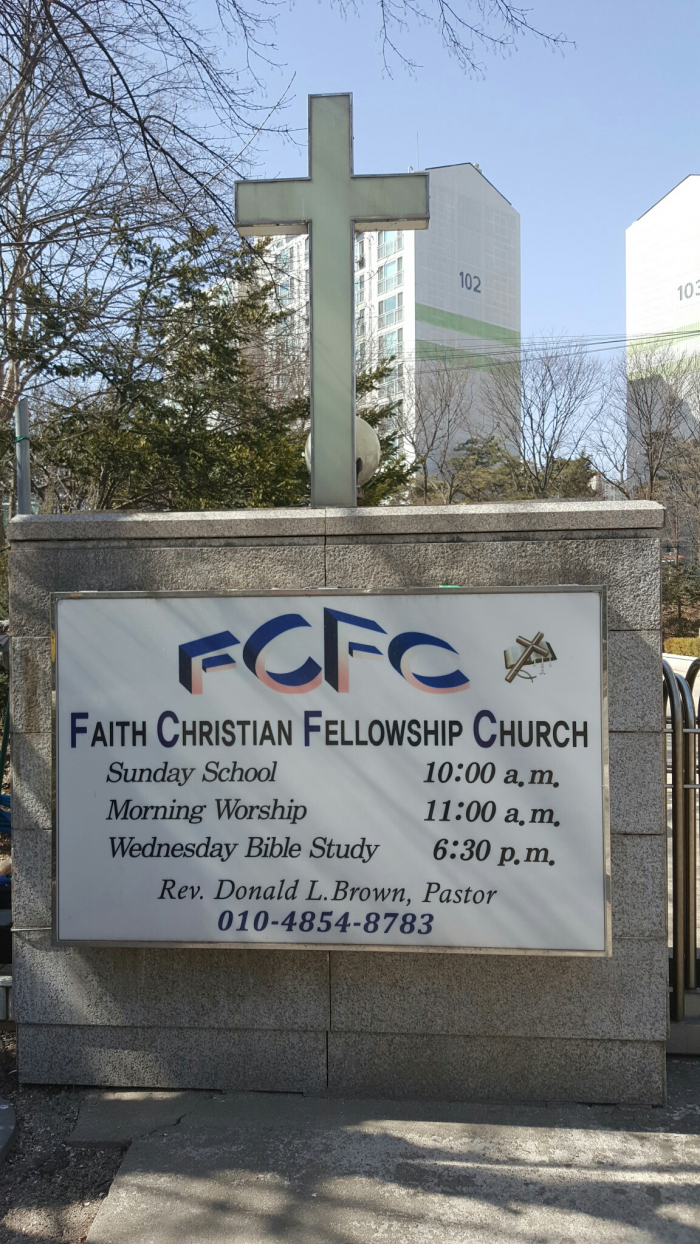 102
103
FCFC
FAITH CHRISTIAN FELLOWSHIP CHURCH
Sunday School 10:00 a.m.
Morning Worship 11:00 a.m.
Wednesday Bible Study 6:30 p.m.
Rev. Donald L.Brown, Pastor
010-4854-8783